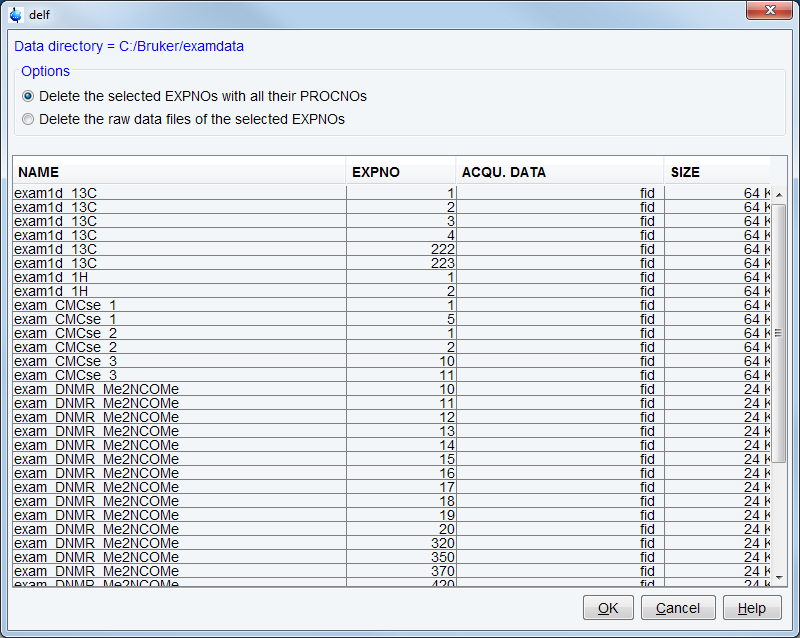 delf
Data directory = C:/Bruker/examdata
Options
Delete the selected EXPNOs with all their PROCNOs
Delete the raw data files of the selected EXPNOs
NAME EXPNO ACQU. DATA SIZE
exam1d_13C 1 fid 64 K
exam1d_13C 2 fid 64 K
exam1d_13C 3 fid 64 K
exam1d_13C 4 fid 64 K
exam1d_13C 222 fid 64 K
exam1d_13C 223 fid 64 K
exam1d_1H 1 fid 64 K
exam1d_1H 2 fid 64 K
exam_CMCse_1 1 fid 64 K
exam_CMCse_1 5 fid 64 K
exam_CMCse_2 1 fid 64 K
exam_CMCse_2 2 fid 64 K
exam_CMCse_3 10 fid 64 K
exam_CMCse_3 11 fid 64 K
exam_DNMR_Me2NCOMe 10 fid 24 K
exam_DNMR_Me2NCOMe 11 fid 24 K
exam_DNMR_Me2NCOMe 12 fid 24 K
exam_DNMR_Me2NCOMe 13 fid 24 K
exam_DNMR_Me2NCOMe 14 fid 24 K
exam_DNMR_Me2NCOMe 15 fid 24 K
exam_DNMR_Me2NCOMe 16 fid 24 K
exam_DNMR_Me2NCOMe 17 fid 24 K
exam_DNMR_Me2NCOMe 18 fid 24 K
exam_DNMR_Me2NCOMe 19 fid 24 K
exam_DNMR_Me2NCOMe 20 fid 24 K
exam_DNMR_Me2NCOMe 320 fid 24 K
exam_DNMR_Me2NCOMe 350 fid 24 K
exam_DNMR_Me2NCOMe 370 fid 24 K
exam_DNMR_Me2NCOMe 420 fid 24 K
OK Cancel Help